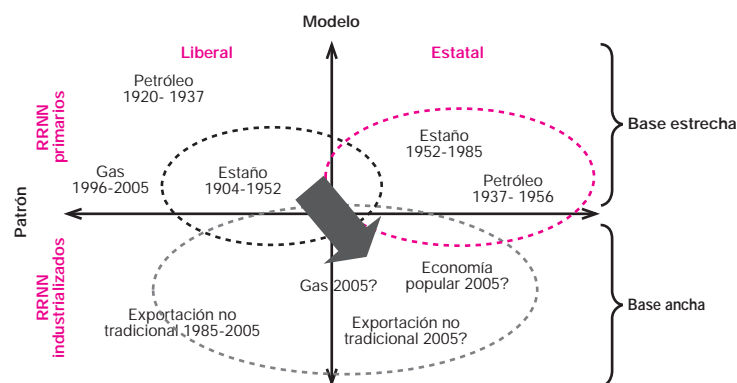 Modelo
Liberal
Estatal
Petróleo
1920- 1937
RRNN
primarios
Estaño
1952-1985
Base estrecha
Gas
1996-2005
Estaño
1904-1952
Petróleo
1937- 1956
Patrón
RRNN
industrializados
Gas 2005?
Economía
popular 2005?
Exportación no
tradicional 1985-2005
Exportación no
tradicional 2005?
Base ancha